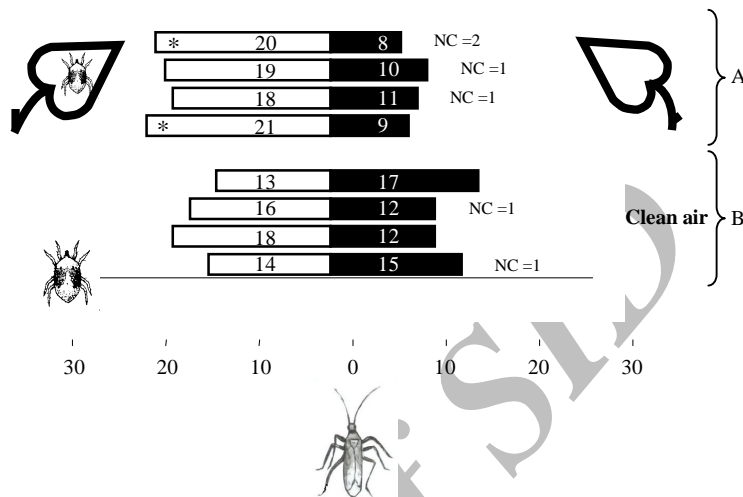 * 20 8 NC =2
19 10 NC =1
18 11 NC =1
* 21 9
A
13 17
16 12 NC =1
18 12
14 15 NC =1
Clean air
B
30 20 10 0 10 20 30
SID